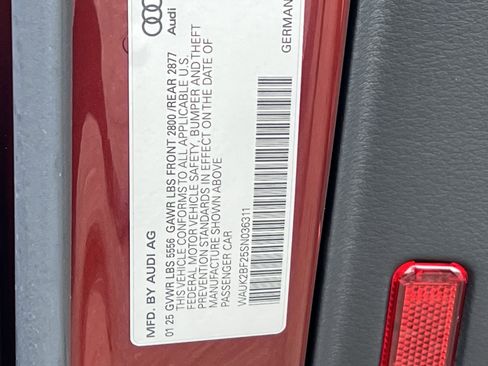 Audi
MFD. BY AUDI AG
01 25 GVWR LBS 5556 GAWR LBS FRONT 2800 / REAR 2877
THIS VEHICLE CONFORMS TO ALL APPLICABLE U.S.
FEDERAL MOTOR VEHICLE SAFETY, BUMPER AND THEFT
PREVENTION STANDARDS IN EFFECT ON THE DATE OF
MANUFACTURE SHOWN ABOVE
PASSENGER CAR
WAUK2BF25SN036311
GERMAN